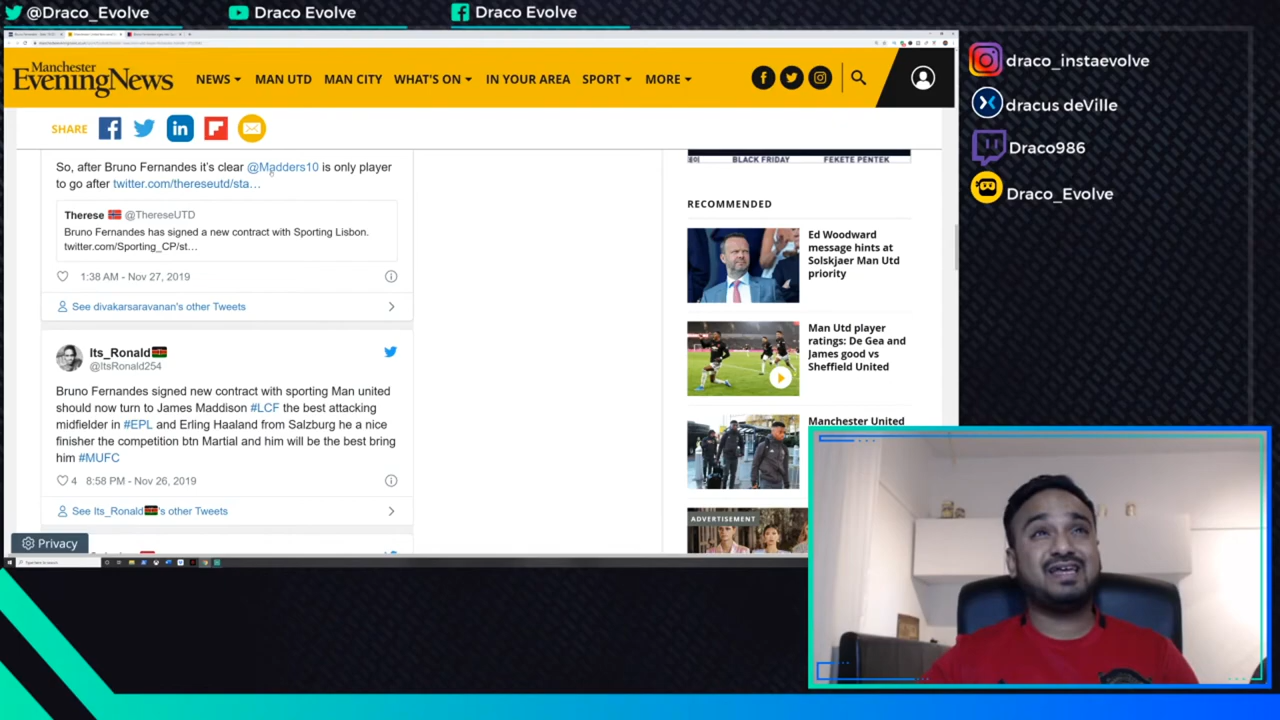 @Draco_Evolve
Draco Evolve
Draco Evolve
Manchester
Evening News
NEWS
MAN UTD
MAN CITY
WHAT'S ON
IN YOUR AREA
SPORT
MORE
SHARE
So, after Bruno Fernandes it's clear @Madders10 is only player
to go after twitter.com/thereseutd/sta…
Therese @ThereseUTD
Bruno Fernandes has signed a new contract with Sporting Lisbon.
twitter.com/Sporting_CP/st…
1:38 AM - Nov 27, 2019
See divakarsaravanan's other Tweets
Its_Ronald
@ItsRonald254
Bruno Fernandes signed new contract with sporting Man united
should now turn to James Maddison #LCF the best attacking
midfielder in #EPL and Erling Haaland from Salzburg he a nice
finisher the competition btn Martial and him will be the best bring
him #MUFC
4 8:58 PM - Nov 26, 2019
See Its_Ronald's other Tweets
Privacy
BLACK FRIDAY
FEKETE PENTEK
RECOMMENDED
Ed Woodward
message hints at
Solskjaer Man Utd
priority
Man Utd player
ratings: De Gea and
James good vs
Sheffield United
Manchester United
ADVERTISEMENT
draco_instaevolve
dracus deVille
Draco986
Draco_Evolve